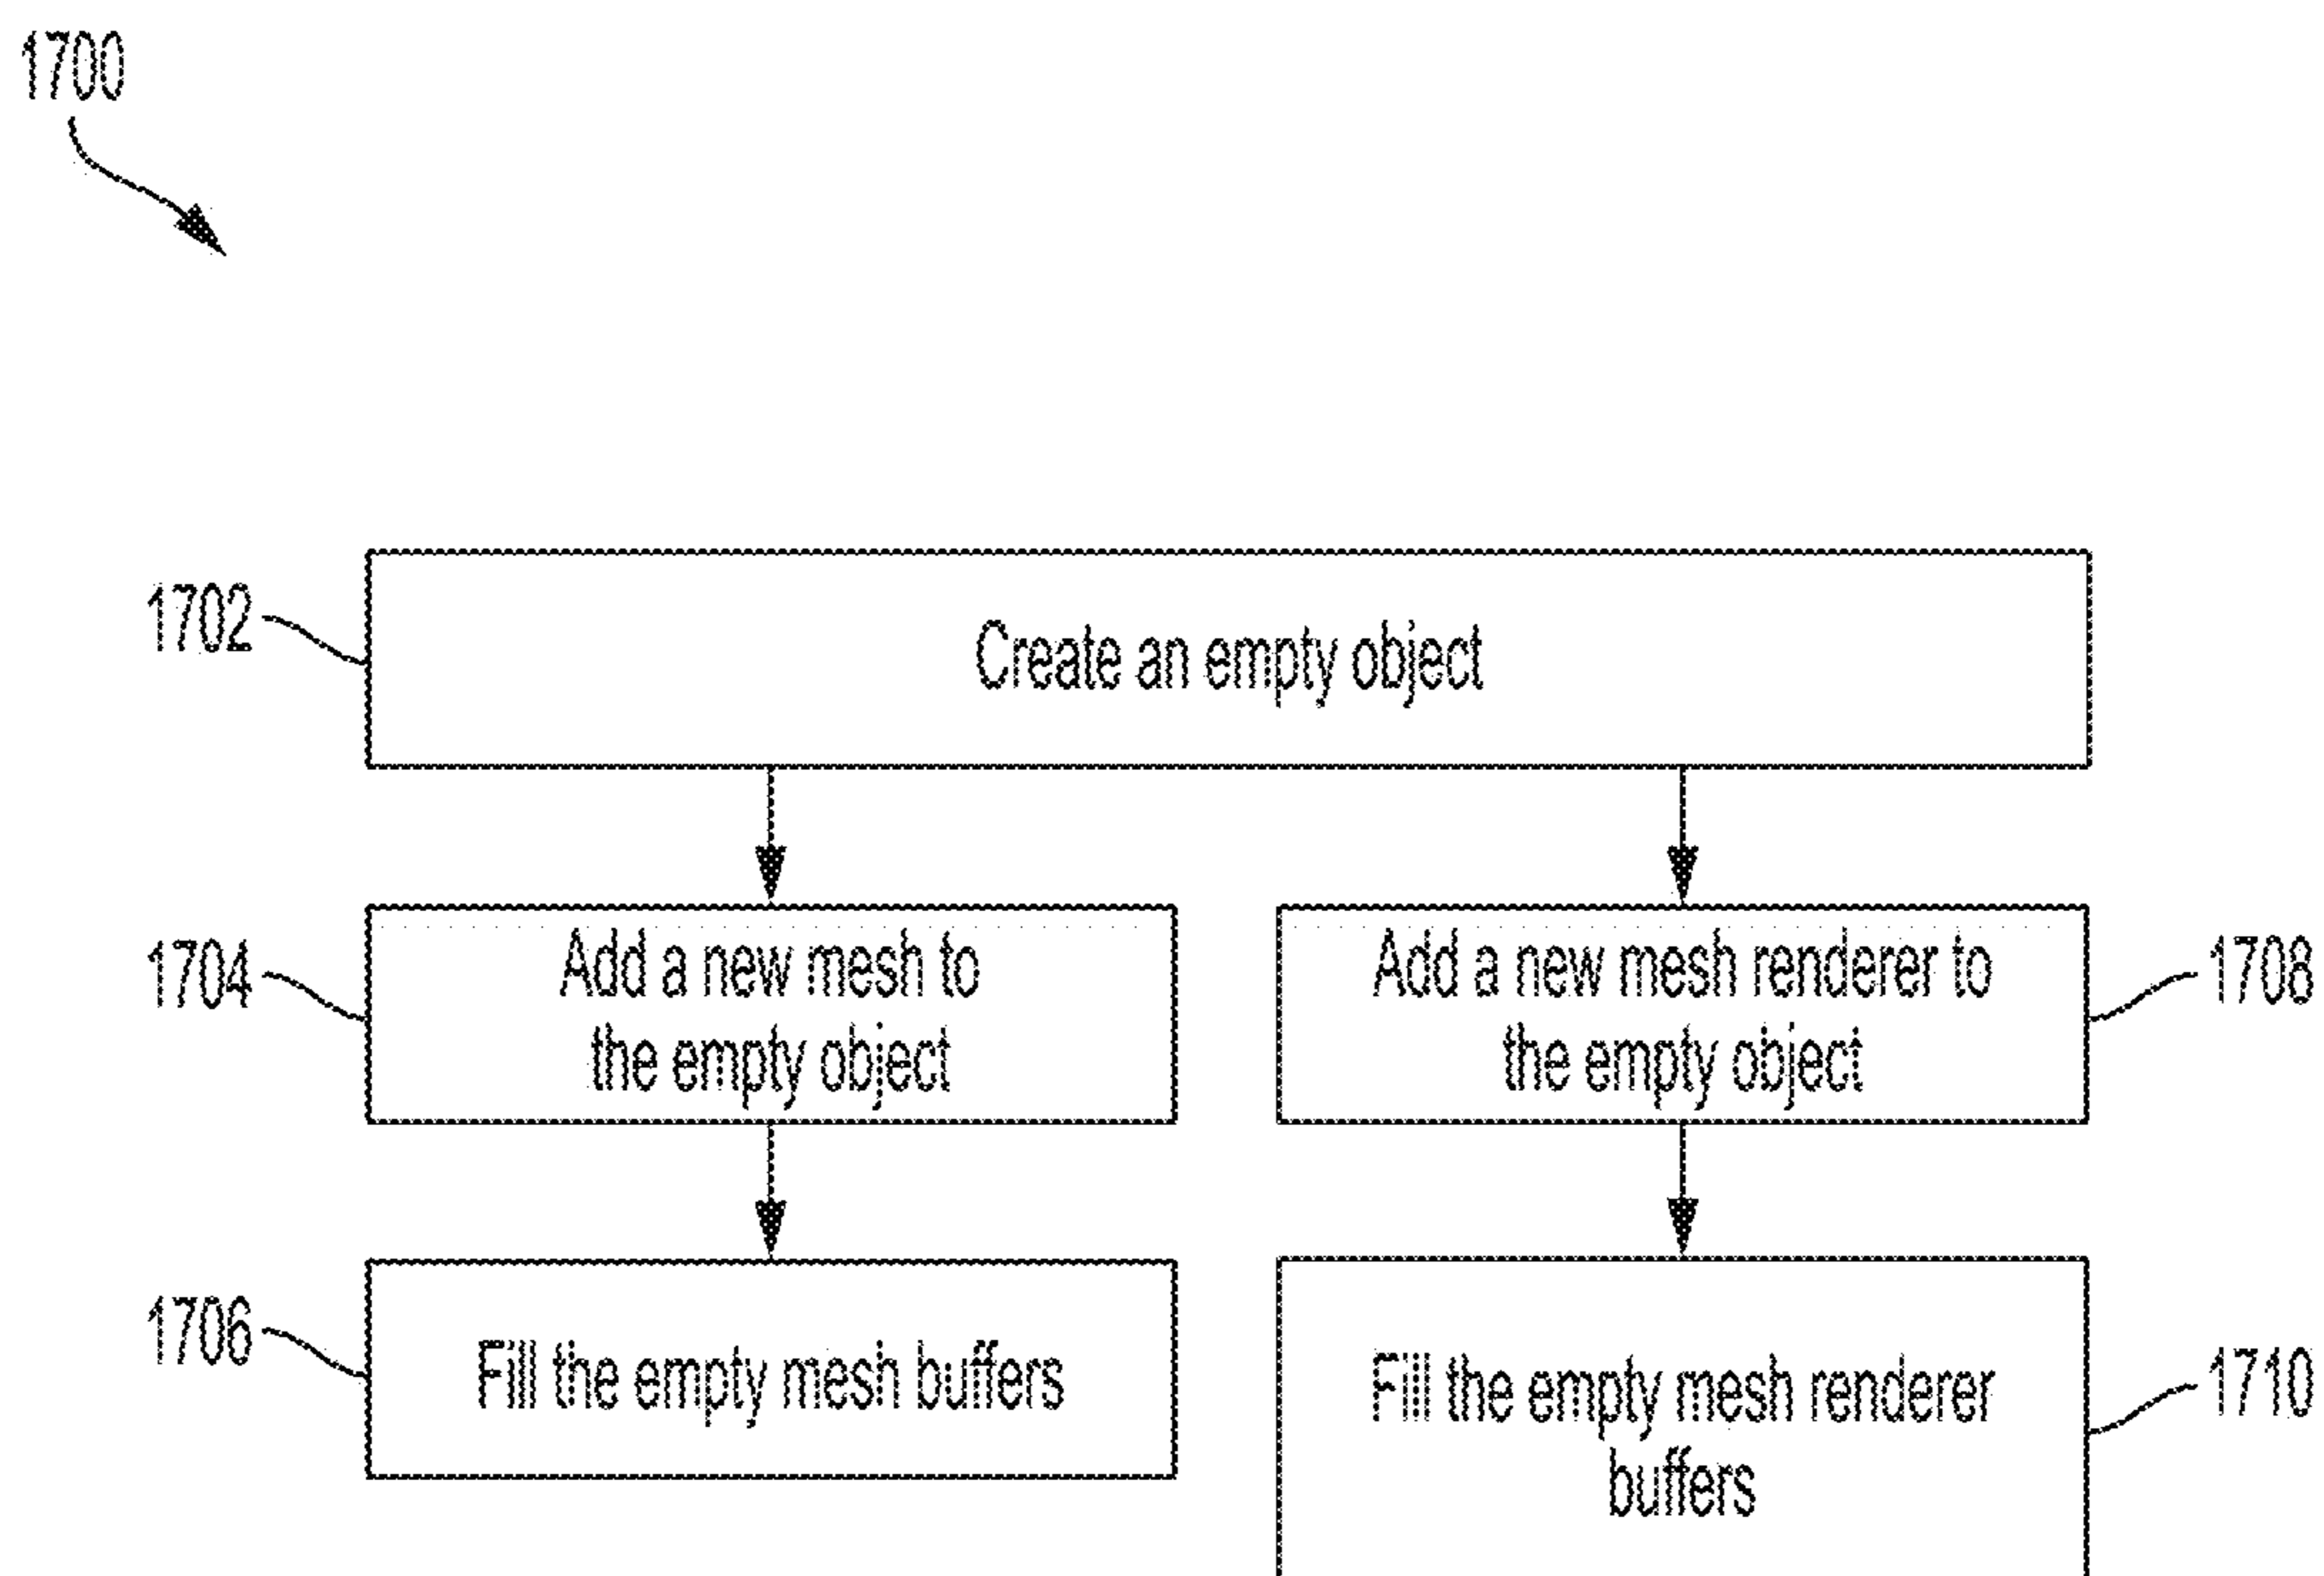 1700
1702
Create an empty object
1704
Add a new mesh to
the empty object
Add a new mesh renderer to
the empty object
1708
1706
Fill the empty mesh buffers
Fill the empty mesh renderer
buffers
1710